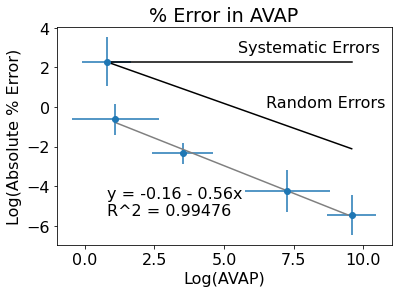 % Error in AVAP
Log(Absolute % Error)
4
2
0
−2
−4
−6
Systematic Errors
Random Errors
y = -0.16 - 0.56x
R^2 = 0.99476
0.0 2.5 5.0 7.5 10.0
Log(AVAP)